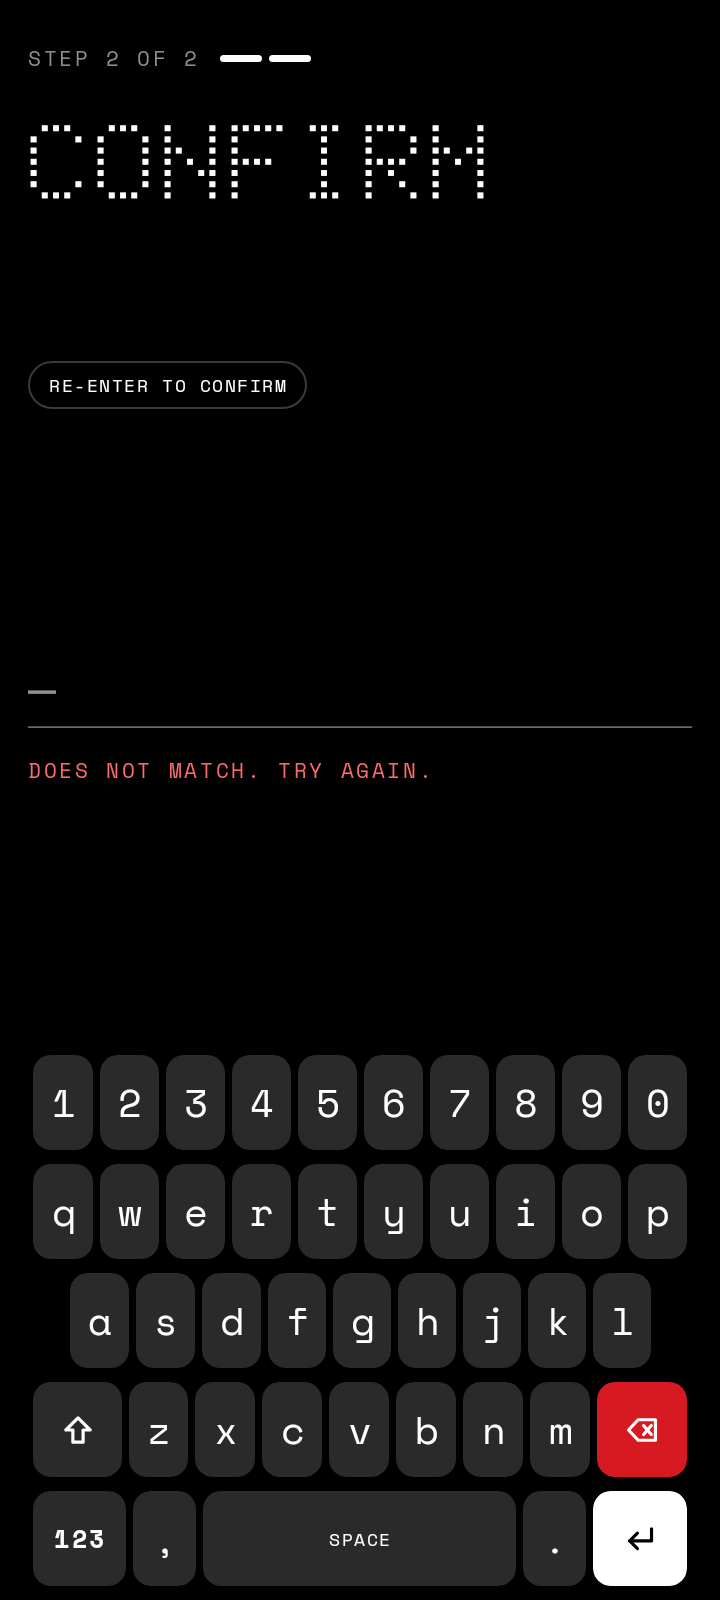 STEP 2 OF 2
CONFIRM
RE-ENTER TO CONFIRM
DOES NOT MATCH. TRY AGAIN.
1 2 3 4 5 6 7 8 9 0
q w e r t y u i o p
a s d f g h j k l
z x c v b n m
123 , SPACE .